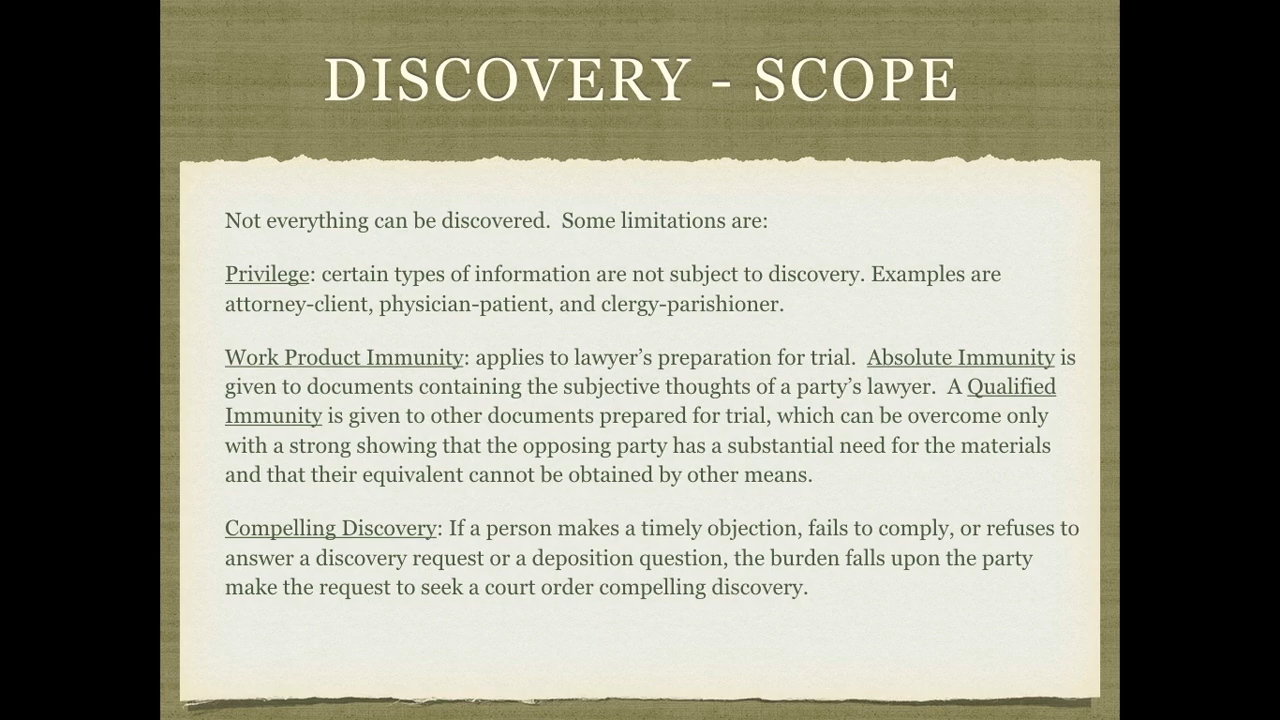 DISCOVERY - SCOPE
Not everything can be discovered.  Some limitations are:
Privilege: certain types of information are not subject to discovery. Examples are
attorney-client, physician-patient, and clergy-parishioner.
Work Product Immunity: applies to lawyer’s preparation for trial.  Absolute Immunity is
given to documents containing the subjective thoughts of a party’s lawyer.  A Qualified
Immunity is given to other documents prepared for trial, which can be overcome only
with a strong showing that the opposing party has a substantial need for the materials
and that their equivalent cannot be obtained by other means.
Compelling Discovery: If a person makes a timely objection, fails to comply, or refuses to
answer a discovery request or a deposition question, the burden falls upon the party
make the request to seek a court order compelling discovery.